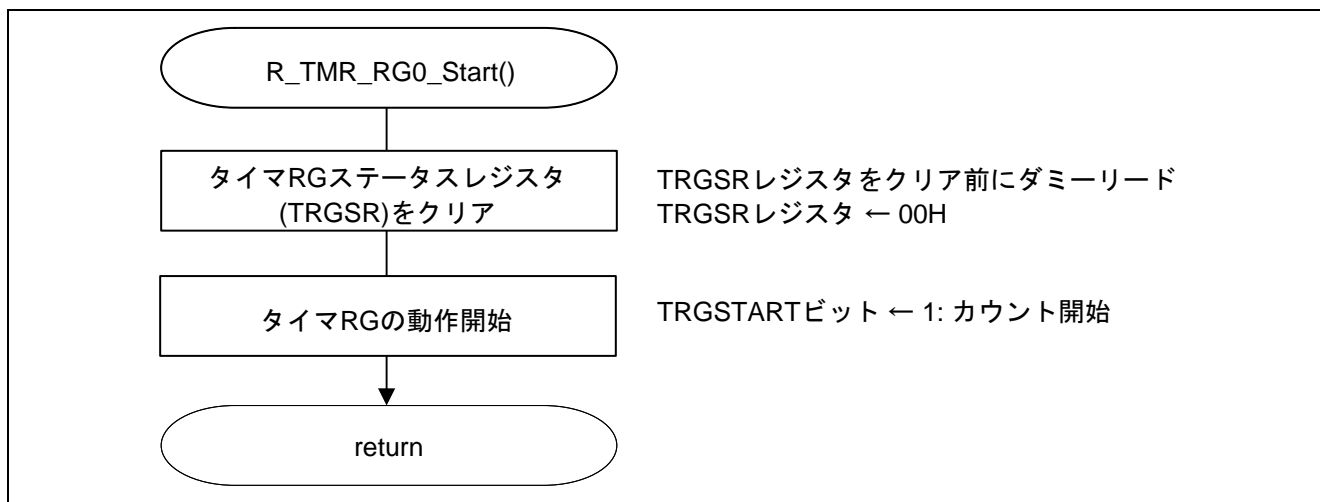 R_TMR_RG0_Start()
タイマRGステータスレジスタ
(TRGSR)をクリア
TRGSRレジスタをクリア前にダミーリード
TRGSRレジスタ ← 00H
タイマRGの動作開始
TRGSTARTビット ← 1: カウント開始
return